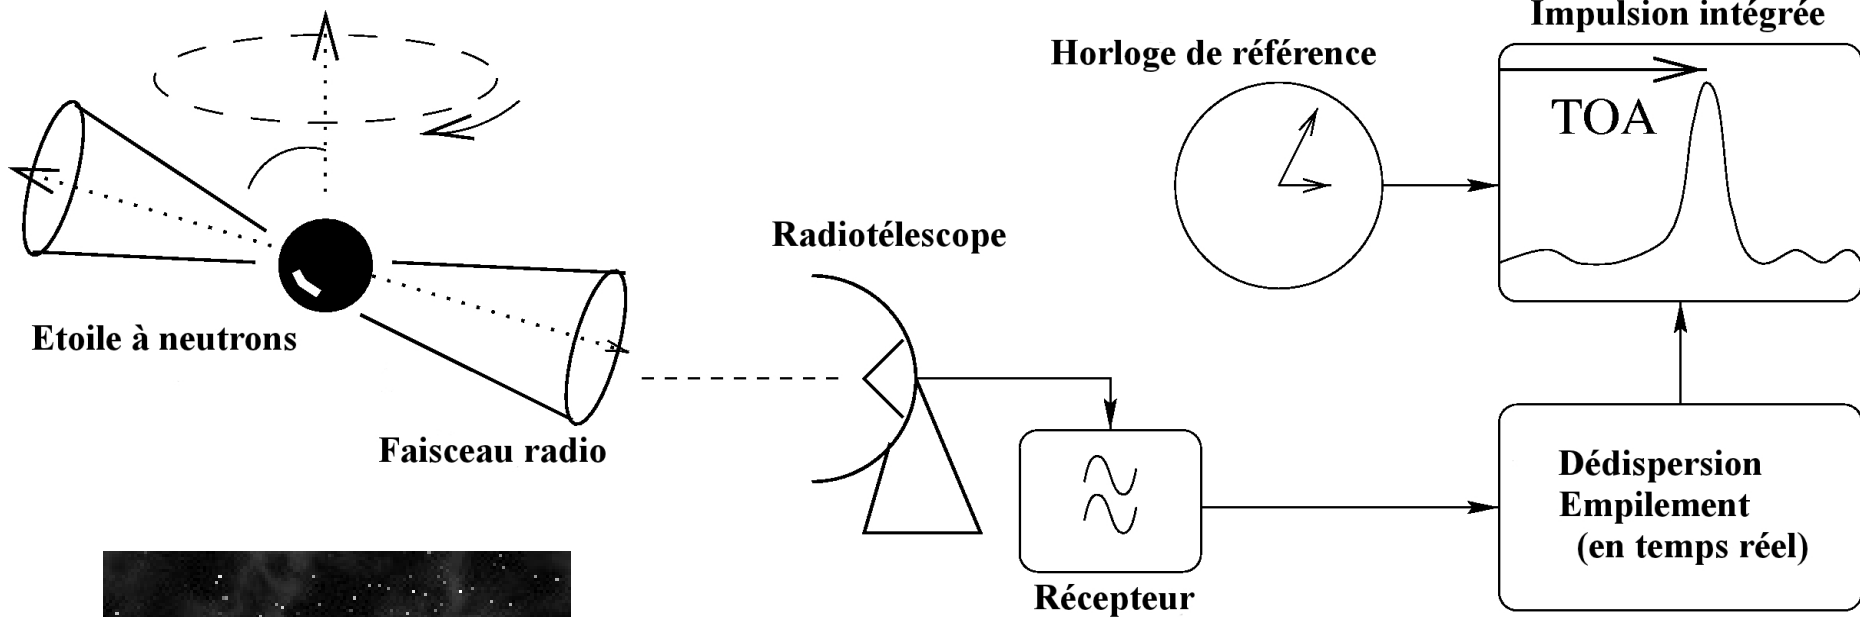 Impulsion intégrée
Horloge de référence
TOA
Radiotélescope
Etoile à neutrons
Faisceau radio
Dédispersion
Empilement
(en temps réel)
Récepteur